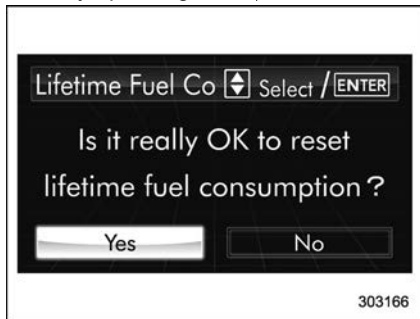 Lifetime Fuel Co Select / ENTER
Is it really OK to reset
lifetime fuel consumption ?
Yes No
303166